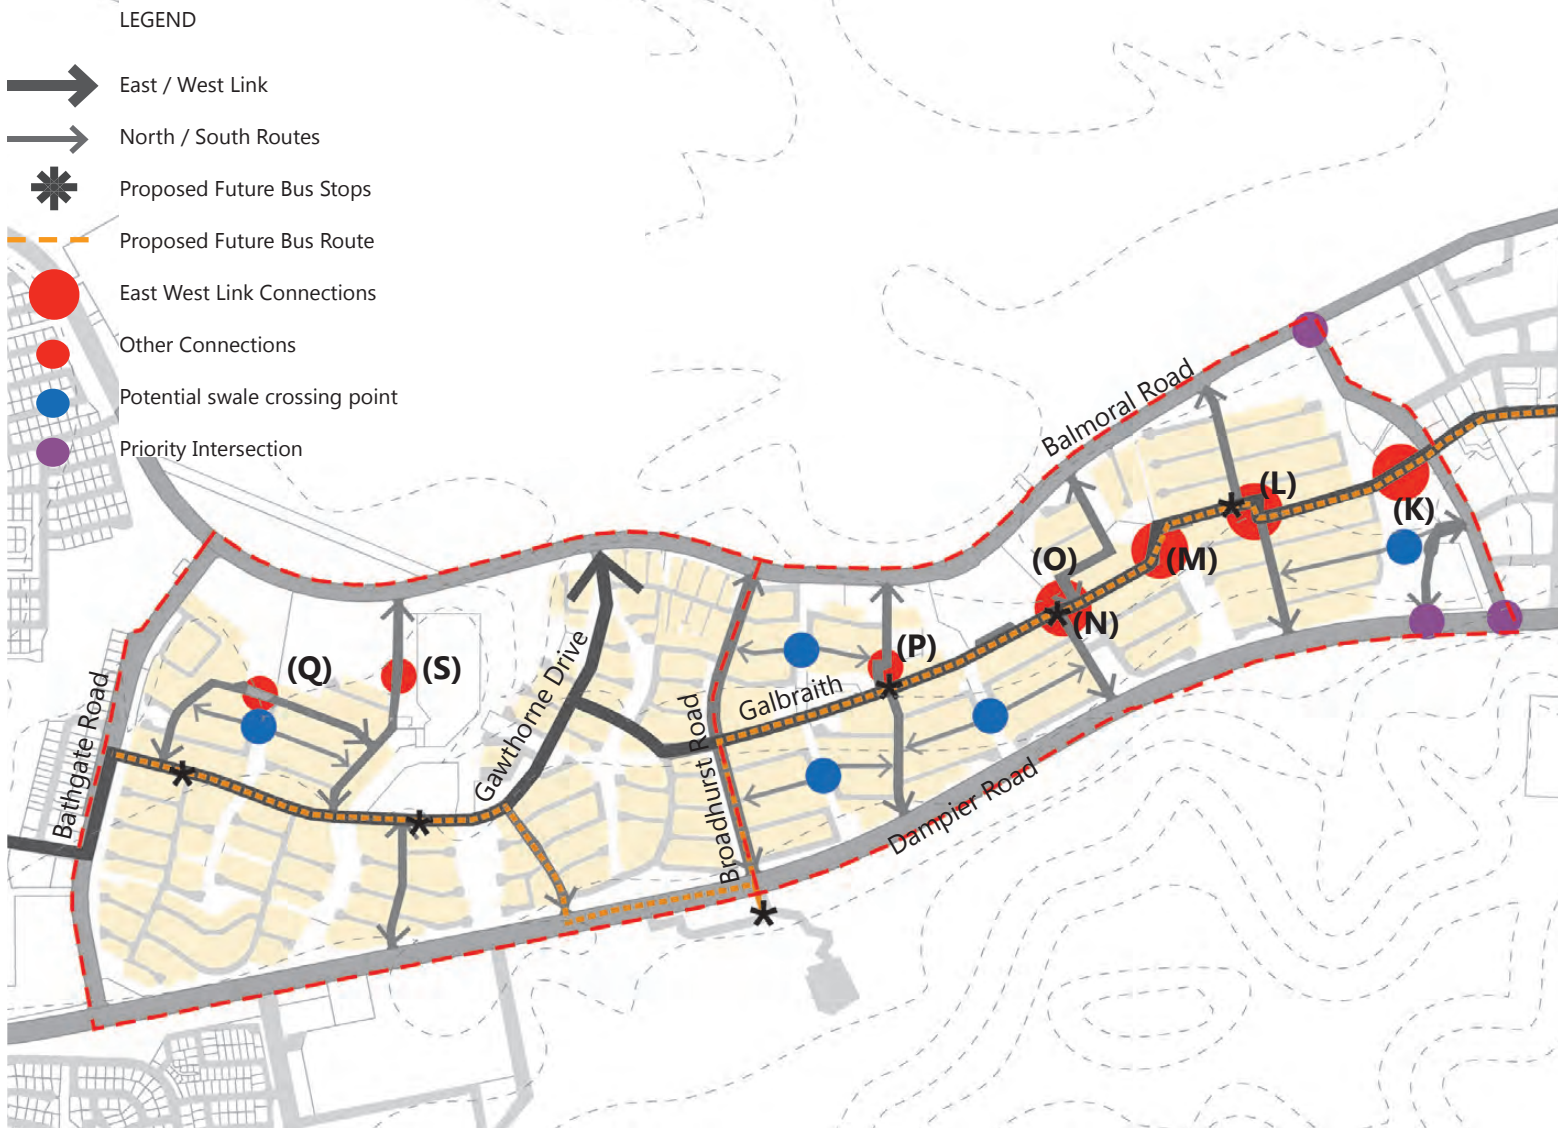 LEGEND
East / West Link
North / South Routes
Proposed Future Bus Stops
Proposed Future Bus Route
East West Link Connections
Other Connections
Potential swale crossing point
Priority Intersection
Balmoral Road
(L)
(K)
(O)
(M)
(N)
(P)
(Q)
(S)
Gawthorne Drive
Galbraith
Bathgate Road
Broadhurst Road
Dampier Road